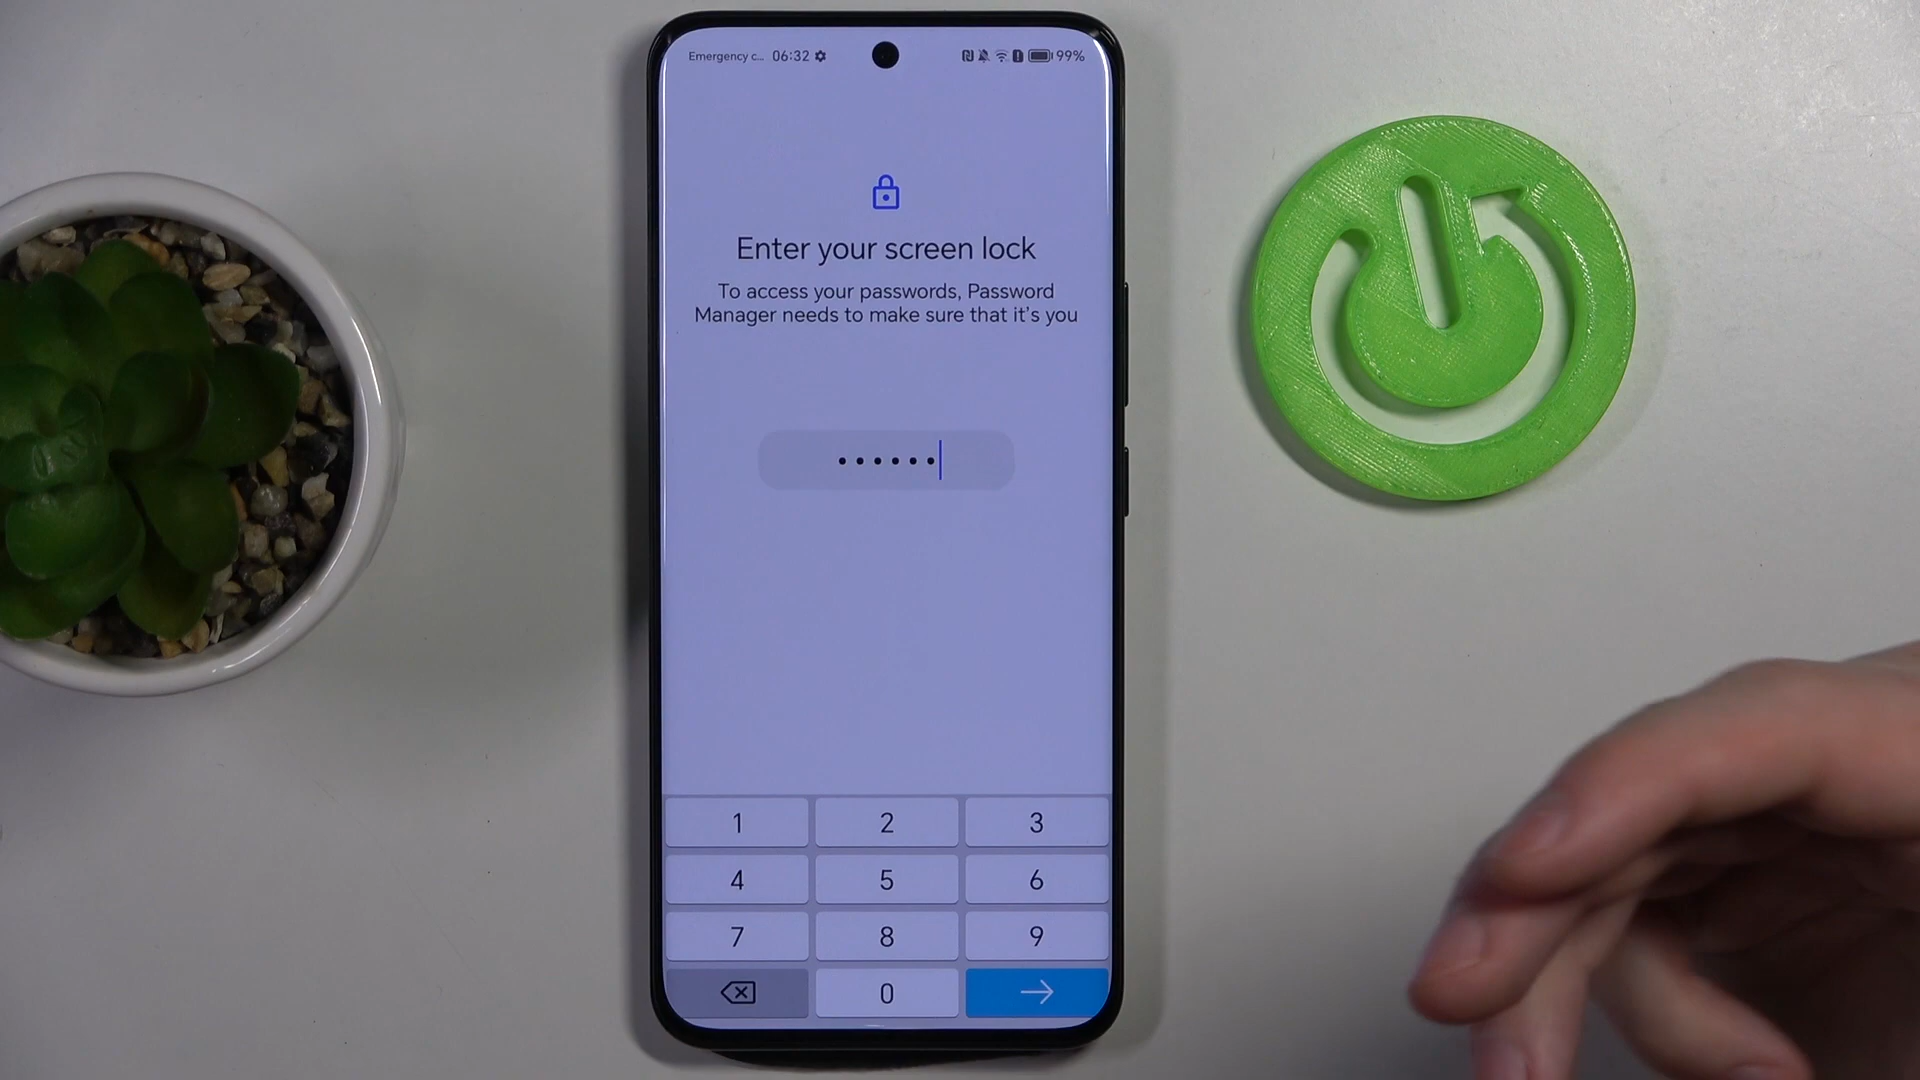 Emergency c... 06:32 99%
Enter your screen lock
To access your passwords, Password
Manager needs to make sure that it's you
••••••
1 2 3
4 5 6
7 8 9
0